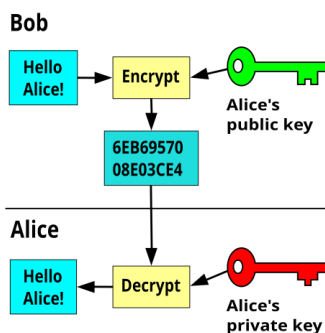 Bob
Hello
Alice!
Encrypt
Alice's
public key
6EB69570
08E03CE4
Alice
Hello
Alice!
Decrypt
Alice's
private key